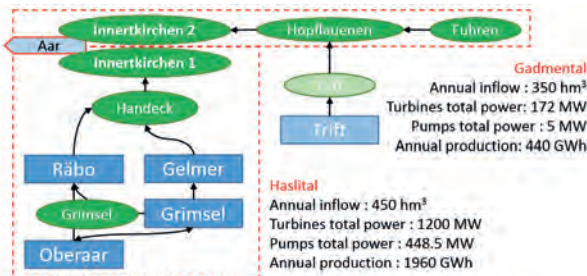 Innertkirchen 2
Hopflauenen
Fuhren
Aar
Innertkirchen 1
Gadmental
Annual inflow : 350 hm³
Turbines total power: 172 MW
Pumps total power : 5 MW
Annual production: 440 GWh
Handeck
Trift
Räbo
Gelmer
Grimsel
Grimsel
Oberaar
Haslital
Annual inflow : 450 hm³
Turbines total power : 1200 MW
Pumps total power : 448.5 MW
Annual production : 1960 GWh